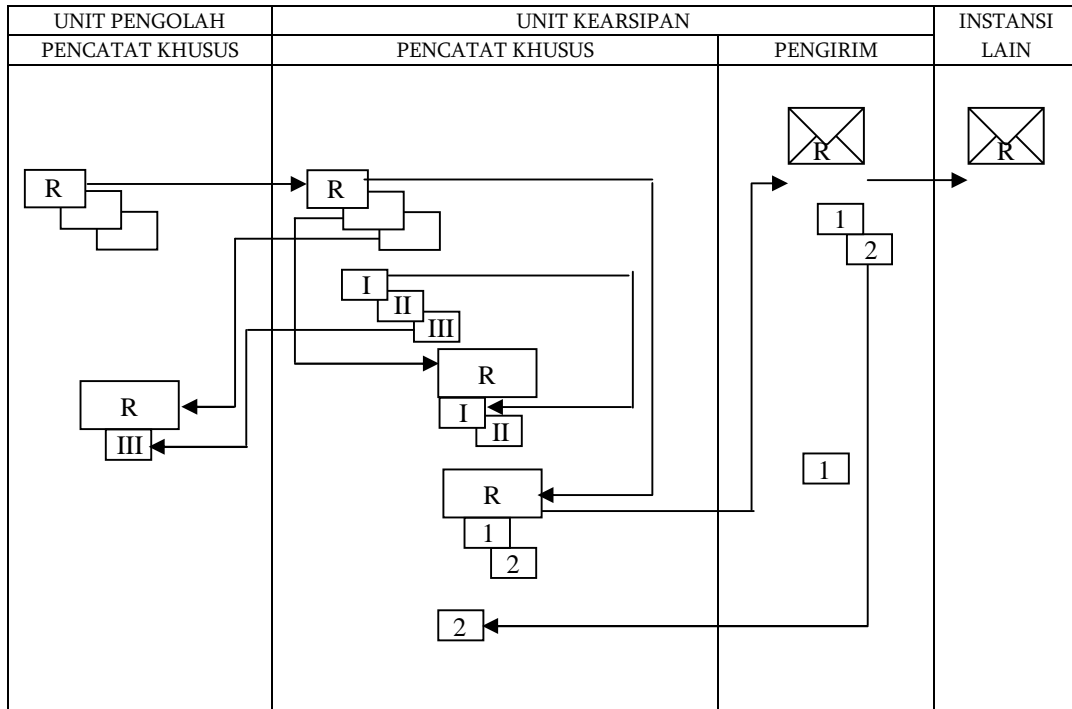 UNIT PENGOLAH
UNIT KEARSIPAN
INSTANSI
LAIN
PENCATAT KHUSUS
PENCATAT KHUSUS
PENGIRIM
R
R
R
R
1
2
I
II
III
R
I
II
R
III
1
R
1
2
2